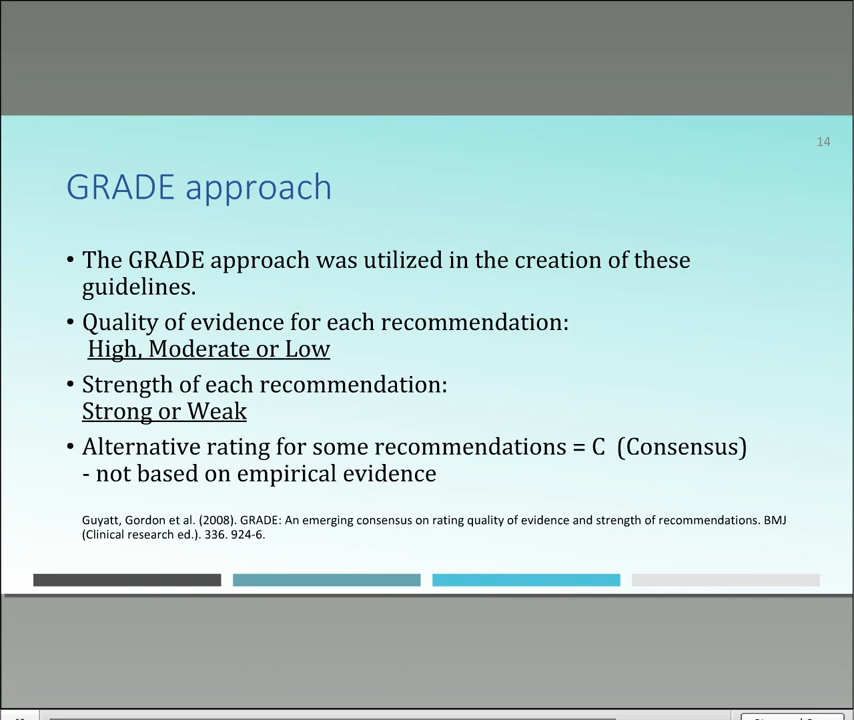 14
GRADE approach
• The GRADE approach was utilized in the creation of these
guidelines.
• Quality of evidence for each recommendation:
High, Moderate or Low
• Strength of each recommendation:
Strong or Weak
• Alternative rating for some recommendations = C (Consensus)
- not based on empirical evidence
Guyatt, Gordon et al. (2008). GRADE: An emerging consensus on rating quality of evidence and strength of recommendations. BMJ
(Clinical research ed.). 336. 924-6.